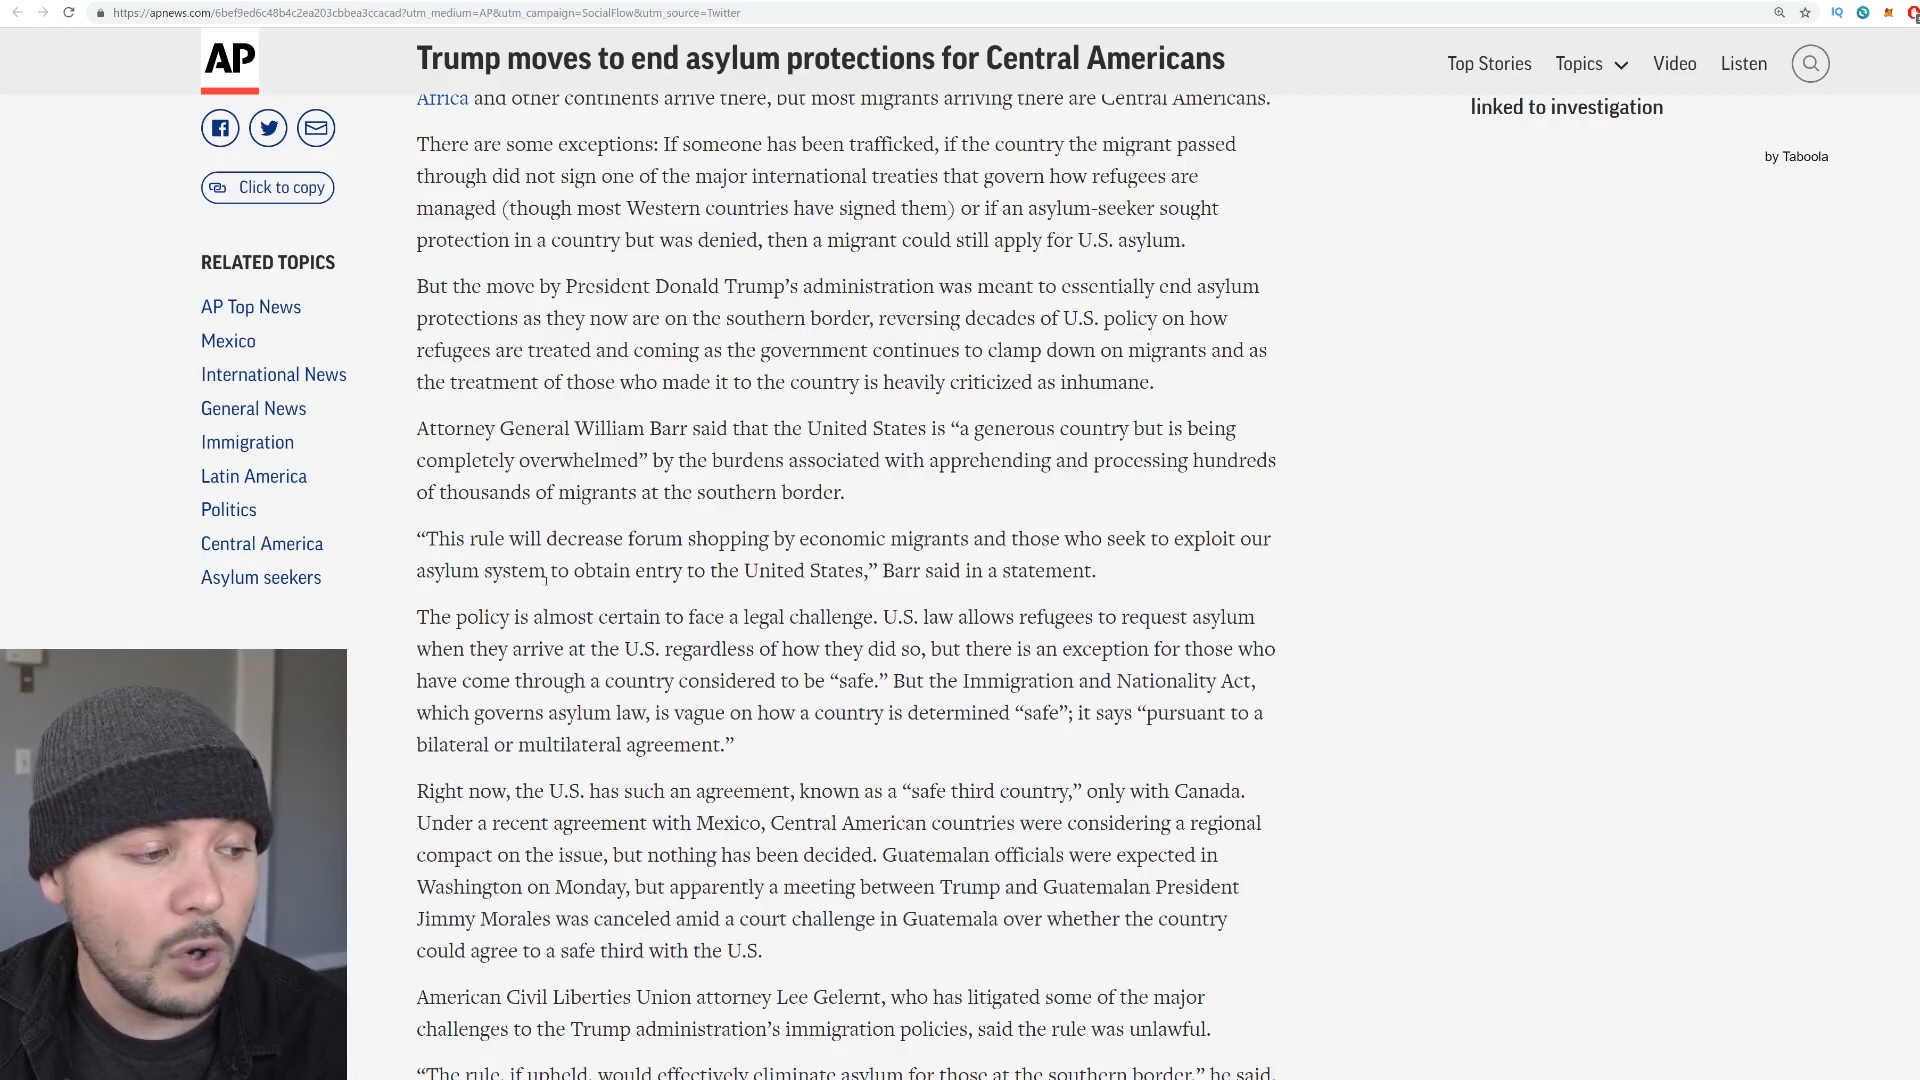 https://apnews.com/6bef9ed6c48b4c2ea203cbbea3ccacad?utm_medium=AP&utm_campaign=SocialFlow&utm_source=Twitter
IQ
AP
Trump moves to end asylum protections for Central Americans
Top Stories
Topics
Video
Listen
Africa and other continents arrive there, but most migrants arriving there are Central Americans.
linked to investigation
by Taboola
Click to copy
There are some exceptions: If someone has been trafficked, if the country the migrant passed
through did not sign one of the major international treaties that govern how refugees are
managed (though most Western countries have signed them) or if an asylum-seeker sought
protection in a country but was denied, then a migrant could still apply for U.S. asylum.
RELATED TOPICS
AP Top News
Mexico
International News
General News
Immigration
Latin America
Politics
Central America
Asylum seekers
But the move by President Donald Trump’s administration was meant to essentially end asylum
protections as they now are on the southern border, reversing decades of U.S. policy on how
refugees are treated and coming as the government continues to clamp down on migrants and as
the treatment of those who made it to the country is heavily criticized as inhumane.
Attorney General William Barr said that the United States is “a generous country but is being
completely overwhelmed” by the burdens associated with apprehending and processing hundreds
of thousands of migrants at the southern border.
“This rule will decrease forum shopping by economic migrants and those who seek to exploit our
asylum system to obtain entry to the United States,” Barr said in a statement.
The policy is almost certain to face a legal challenge. U.S. law allows refugees to request asylum
when they arrive at the U.S. regardless of how they did so, but there is an exception for those who
have come through a country considered to be “safe.” But the Immigration and Nationality Act,
which governs asylum law, is vague on how a country is determined “safe”; it says “pursuant to a
bilateral or multilateral agreement.”
Right now, the U.S. has such an agreement, known as a “safe third country,” only with Canada.
Under a recent agreement with Mexico, Central American countries were considering a regional
compact on the issue, but nothing has been decided. Guatemalan officials were expected in
Washington on Monday, but apparently a meeting between Trump and Guatemalan President
Jimmy Morales was canceled amid a court challenge in Guatemala over whether the country
could agree to a safe third with the U.S.
American Civil Liberties Union attorney Lee Gelernt, who has litigated some of the major
challenges to the Trump administration’s immigration policies, said the rule was unlawful.
“The rule, if upheld, would effectively eliminate asylum for those at the southern border,” he said.